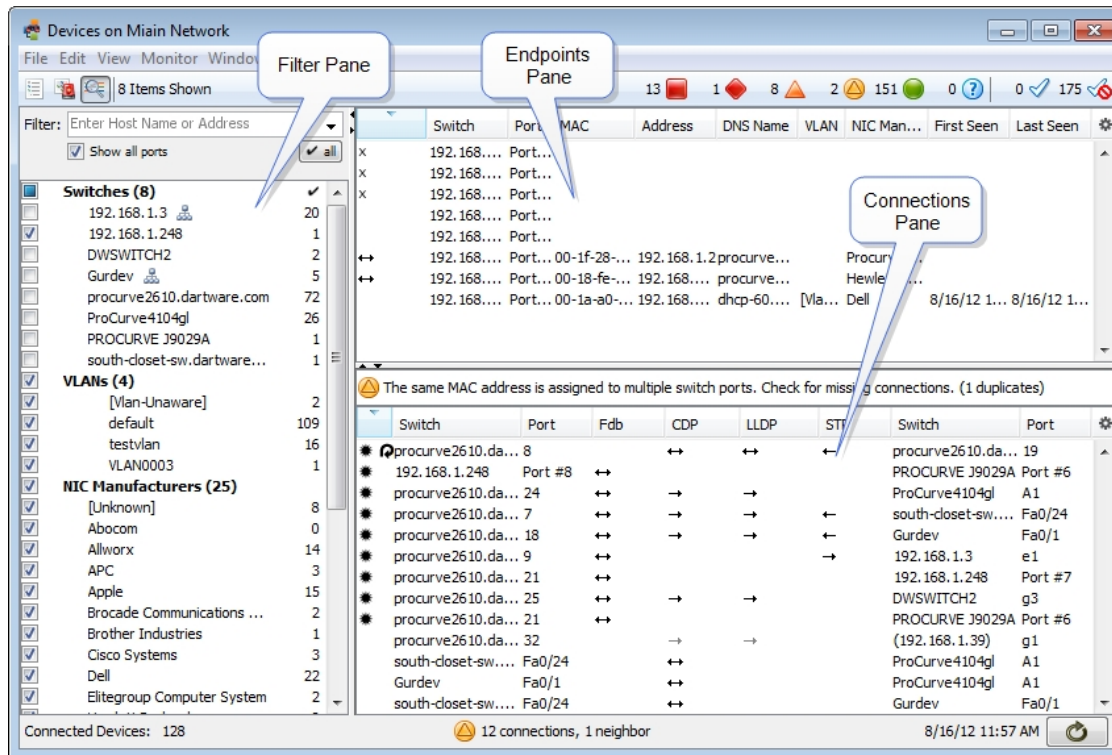 Devices on Miain Network
File Edit View Monitor Windo
Filter Pane
Endpoints Pane
8 Items Shown
13 1 8 2 151 0 ? 0 175
Filter: Enter Host Name or Address
Show all ports all
Switches (8)
192.168.1.3 20
192.168.1.248 1
DWSWITCH2 2
Gurdev 5
procurve2610.dartware.com 72
ProCurve4104gl 26
PROCURVE J9029A 1
south-closet-sw.dartware... 1
VLANs (4)
[Vlan-Unaware] 2
default 109
testvlan 16
VLAN0003 1
NIC Manufacturers (25)
[Unknown] 8
Abocom 0
Allworx 14
APC 3
Apple 15
Brocade Communications ... 2
Brother Industries 1
Cisco Systems 3
Dell 22
Elitegroup Computer System 2
Switch Port MAC Address DNS Name VLAN NIC Man... First Seen Last Seen
x 192.168.... Port...
x 192.168.... Port...
x 192.168.... Port...
192.168.... Port...
192.168.... Port...
192.168.... Port... 00-1f-28-... 192.168.1.2 procurve...
192.168.... Port... 00-18-fe-... 192.168.... procurve...
192.168.... Port... 00-1a-a0-... 192.168.... dhcp-60.... [Vla... Dell 8/16/12 1... 8/16/12 1...
Connections Pane
The same MAC address is assigned to multiple switch ports. Check for missing connections. (1 duplicates)
Switch Port Fdb CDP LLDP Switch Port
procurve2610.da... 8 procurve2610.da... 19
192.168.1.248 Port #8 PROCURVE J9029A Port #6
procurve2610.da... 24 ProCurve4104gl A1
procurve2610.da... 7 south-closet-sw.... Fa0/24
procurve2610.da... 18 Gurdev Fa0/1
procurve2610.da... 9 192.168.1.3 e1
procurve2610.da... 21 192.168.1.248 Port #7
procurve2610.da... 25 DWSWITCH2 g3
procurve2610.da... 21 PROCURVE J9029A Port #6
procurve2610.da... 32 (192.168.1.39) g1
south-closet-sw.... Fa0/24 ProCurve4104gl A1
Gurdev Fa0/1 ProCurve4104gl A1
south-closet-sw.... Fa0/24 Gurdev Fa0/1
Connected Devices: 128
12 connections, 1 neighbor
8/16/12 11:57 AM